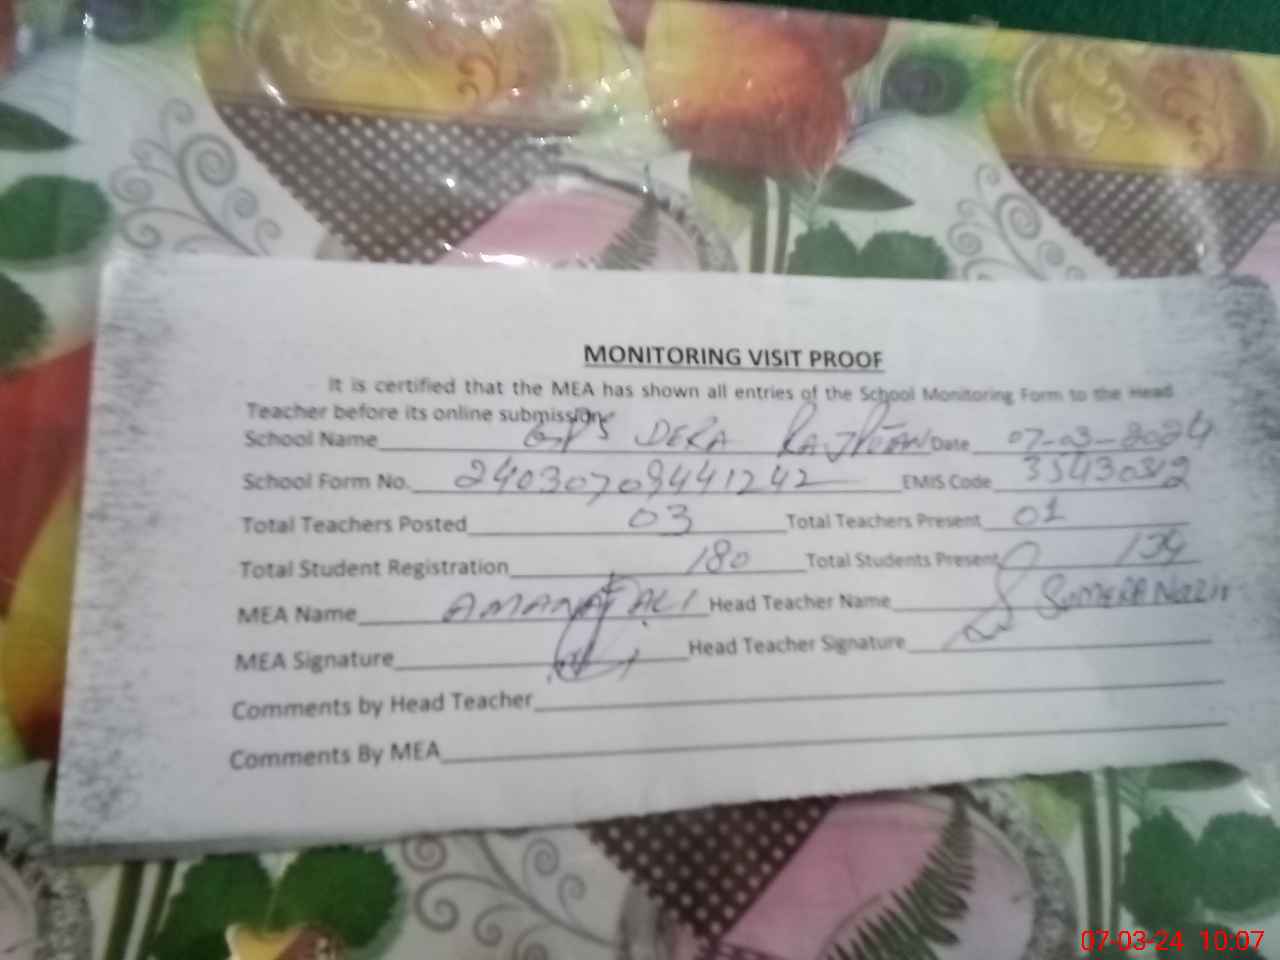 MONITORING VISIT PROOF
It is certified that the MEA has shown all entries of the School Monitoring Form to the Head
Teacher before its online submission.
School Name GPS DERA RAJPUTAN Date 07-03-2024
School Form No. 24030709441242 EMIS Code 35430312
Total Teachers Posted 03 Total Teachers Present 01
Total Student Registration 180 Total Students Present 134
MEA Name AMANAT ALI Head Teacher Name SUMERA
MEA Signature Head Teacher Signature
Comments by Head Teacher
Comments By MEA
07-03-24 10:07